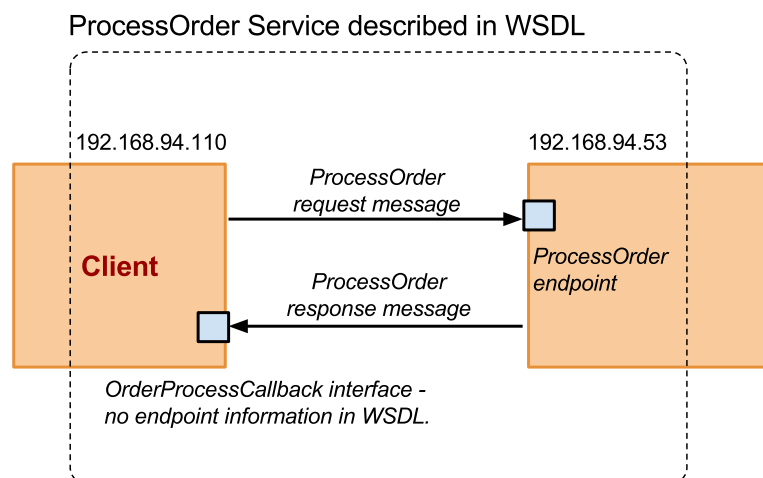 ProcessOrder Service described in WSDL
192.168.94.110
192.168.94.53
ProcessOrder
request message
Client
ProcessOrder
endpoint
ProcessOrder
response message
OrderProcessCallback interface -
no endpoint information in WSDL.